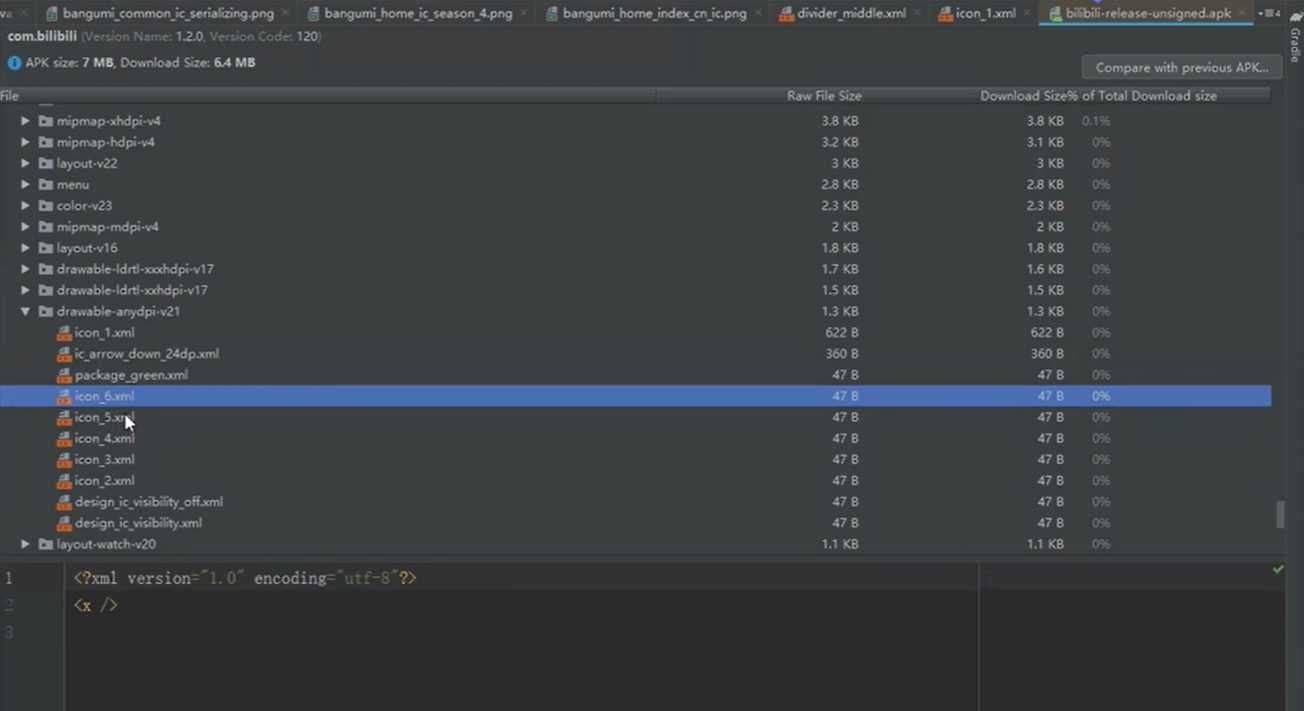 va bangumi_common_ic_serializing.png bangumi_home_ic_season_4.png bangumi_home_index_cn_ic.png divider_middle.xml icon_1.xml bilibili-release-unsigned.apk 4
com.bilibili (Version Name: 1.2.0, Version Code: 120)
APK size: 7 MB, Download Size: 6.4 MB
Compare with previous APK...
Gradle
File Raw File Size Download Size % of Total Download size
mipmap-xhdpi-v4 3.8 KB 3.8 KB 0.1%
mipmap-hdpi-v4 3.2 KB 3.1 KB 0%
layout-v22 3 KB 3 KB 0%
menu 2.8 KB 2.8 KB 0%
color-v23 2.3 KB 2.3 KB 0%
mipmap-mdpi-v4 2 KB 2 KB 0%
layout-v16 1.8 KB 1.8 KB 0%
drawable-ldrtl-xxxhdpi-v17 1.7 KB 1.6 KB 0%
drawable-ldrtl-xxhdpi-v17 1.5 KB 1.5 KB 0%
drawable-anydpi-v21 1.3 KB 1.3 KB 0%
icon_1.xml 622 B 622 B 0%
ic_arrow_down_24dp.xml 360 B 360 B 0%
package_green.xml 47 B 47 B 0%
icon_6.xml 47 B 47 B 0%
icon_5.xml 47 B 47 B 0%
icon_4.xml 47 B 47 B 0%
icon_3.xml 47 B 47 B 0%
icon_2.xml 47 B 47 B 0%
design_ic_visibility_off.xml 47 B 47 B 0%
design_ic_visibility.xml 47 B 47 B 0%
layout-watch-v20 1.1 KB 1.1 KB 0%
1 <?xml version="1.0" encoding="utf-8"?>
2 <x />
3